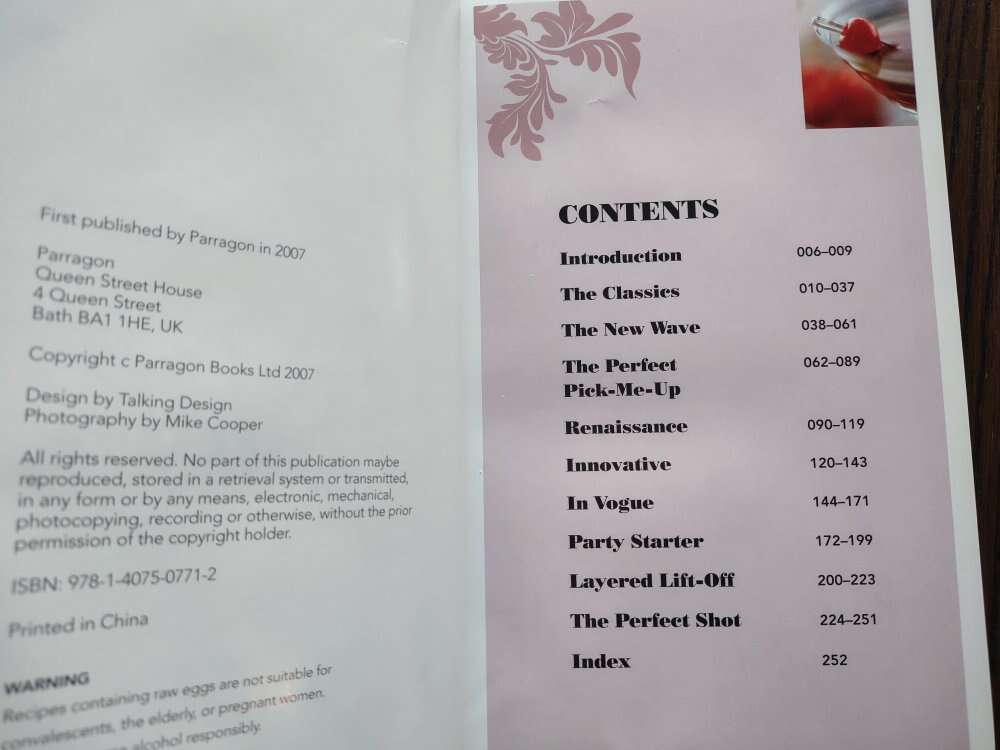 First published by Parragon in 2007
Parragon
Queen Street House
4 Queen Street
Bath BA1 1HE, UK
Copyright c Parragon Books Ltd 2007
Design by Talking Design
Photography by Mike Cooper
All rights reserved. No part of this publication maybe
reproduced, stored in a retrieval system or transmitted,
in any form or by any means, electronic, mechanical,
photocopying, recording or otherwise, without the prior
permission of the copyright holder.
ISBN: 978-1-4075-0771-2
Printed in China
WARNING
Recipes containing raw eggs are not suitable for
convalescents, the elderly, or pregnant women.
alcohol responsibly.
CONTENTS
Introduction 006–009
The Classics 010–037
The New Wave 038–061
The Perfect 062–089
Pick-Me-Up
Renaissance 090–119
Innovative 120–143
In Vogue 144–171
Party Starter 172–199
Layered Lift-Off 200–223
The Perfect Shot 224–251
Index 252